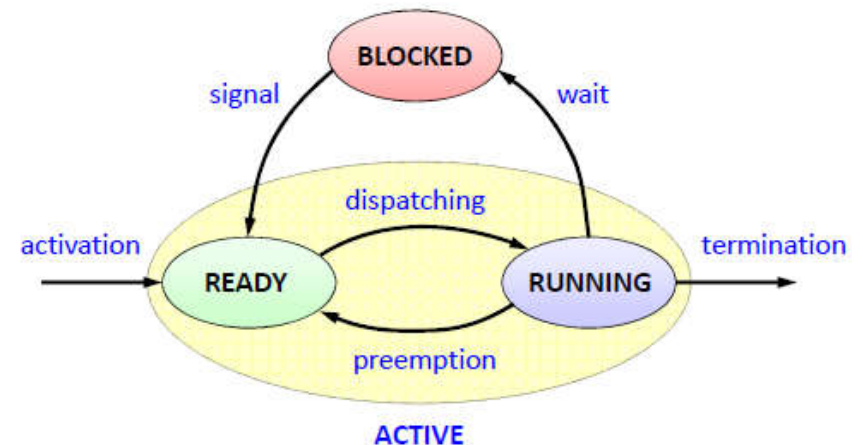 BLOCKED
signal
wait
dispatching
activation
termination
READY
RUNNING
preemption
ACTIVE